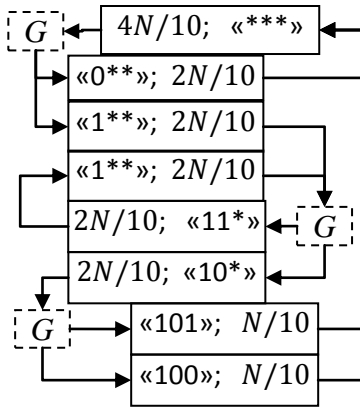 G 4N/10; «***»
«0**»; 2N/10
«1**»; 2N/10
«1**»; 2N/10
2N/10; «11*» G
2N/10; «10*»
G «101»; N/10
«100»; N/10